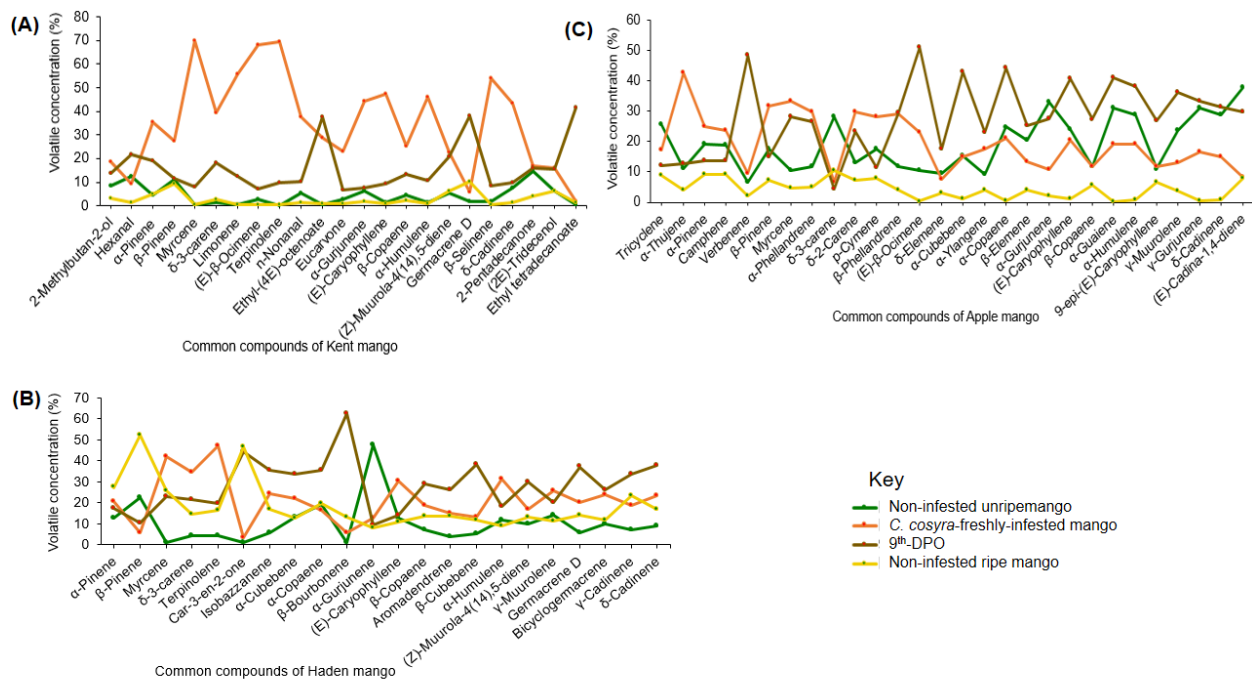 (A)
Volatile concentration (%)
80
70
60
50
40
30
20
10
0
2-Methylbutan-2-ol
Hexanal
α-Pinene
β-Pinene
Myrcene
δ-3-carene
Limonene
(E)-β-Ocimene
Terpinolene
n-Nonanal
Ethyl-(4E)-octenoate
Eucarvone
α-Gurjunene
(E)-Caryophyllene
β-Copaene
α-Humulene
(Z)-Muurola-4(14),5-diene
Germacrene D
β-Selinene
δ-Cadinene
2-Pentadecanone
(2E)-Tridecenol
Ethyl tetradecanoate
Common compounds of Kent mango
(C)
Volatile concentration (%)
60
50
40
30
20
10
0
Tricyclene
α-Thujene
α-Pinene
Camphene
Verbenene
β-Pinene
Myrcene
α-Phellandrene
δ-3-carene
δ-2-Carene
p-Cymene
β-Phellandrene
(E)-β-Ocimene
δ-Elemene
α-Cubebene
α-Ylangene
α-Copaene
β-Elemene
α-Gurjunene
(E)-Caryophyllene
β-Copaene
α-Guaiene
α-Humulene
9-epi-(E)-Caryophyllene
γ-Muurolene
γ-Gurjunene
δ-Cadinene
(E)-Cadina-1,4-diene
Common compounds of Apple mango
(B)
Volatile concentration (%)
70
60
50
40
30
20
10
0
α-Pinene
β-Pinene
Myrcene
δ-3-carene
Terpinolene
Car-3-en-2-one
Isobazzanene
α-Cubebene
α-Copaene
β-Bourbonene
α-Gurjunene
(E)-Caryophyllene
β-Copaene
Aromadendrene
β-Cubebene
α-Humulene
(Z)-Muurola-4(14),5-diene
γ-Muurolene
Germacrene D
Bicyclogermacrene
γ-Cadinene
δ-Cadinene
Common compounds of Haden mango
Key
Non-infested unripemango
C. cosyra-freshly-infested mango
9th-DPO
Non-infested ripe mango